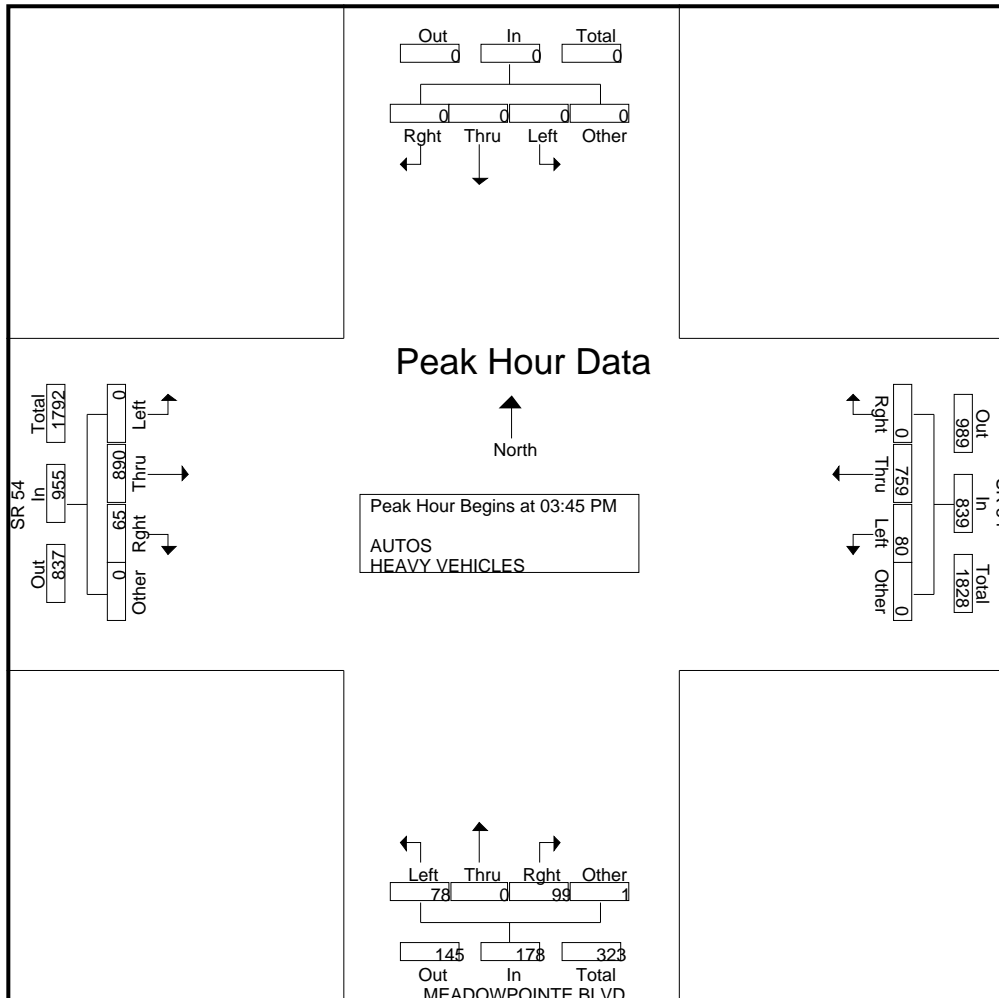 Out In Total
0 0 0
0 0 0 0
Rght Thru Left Other
Peak Hour Data
North
Peak Hour Begins at 03:45 PM
AUTOS
HEAVY VEHICLES
SR 54
Out In Total
837 955 1792
0 65 890 0
Other Rght Thru Left
Out In Total
989 839 1828
0 759 80 0
Rght Thru Left Other
Left Thru Rght Other
78 0 99 1
145 178 323
Out In Total
MEADOWPOINTE BLVD